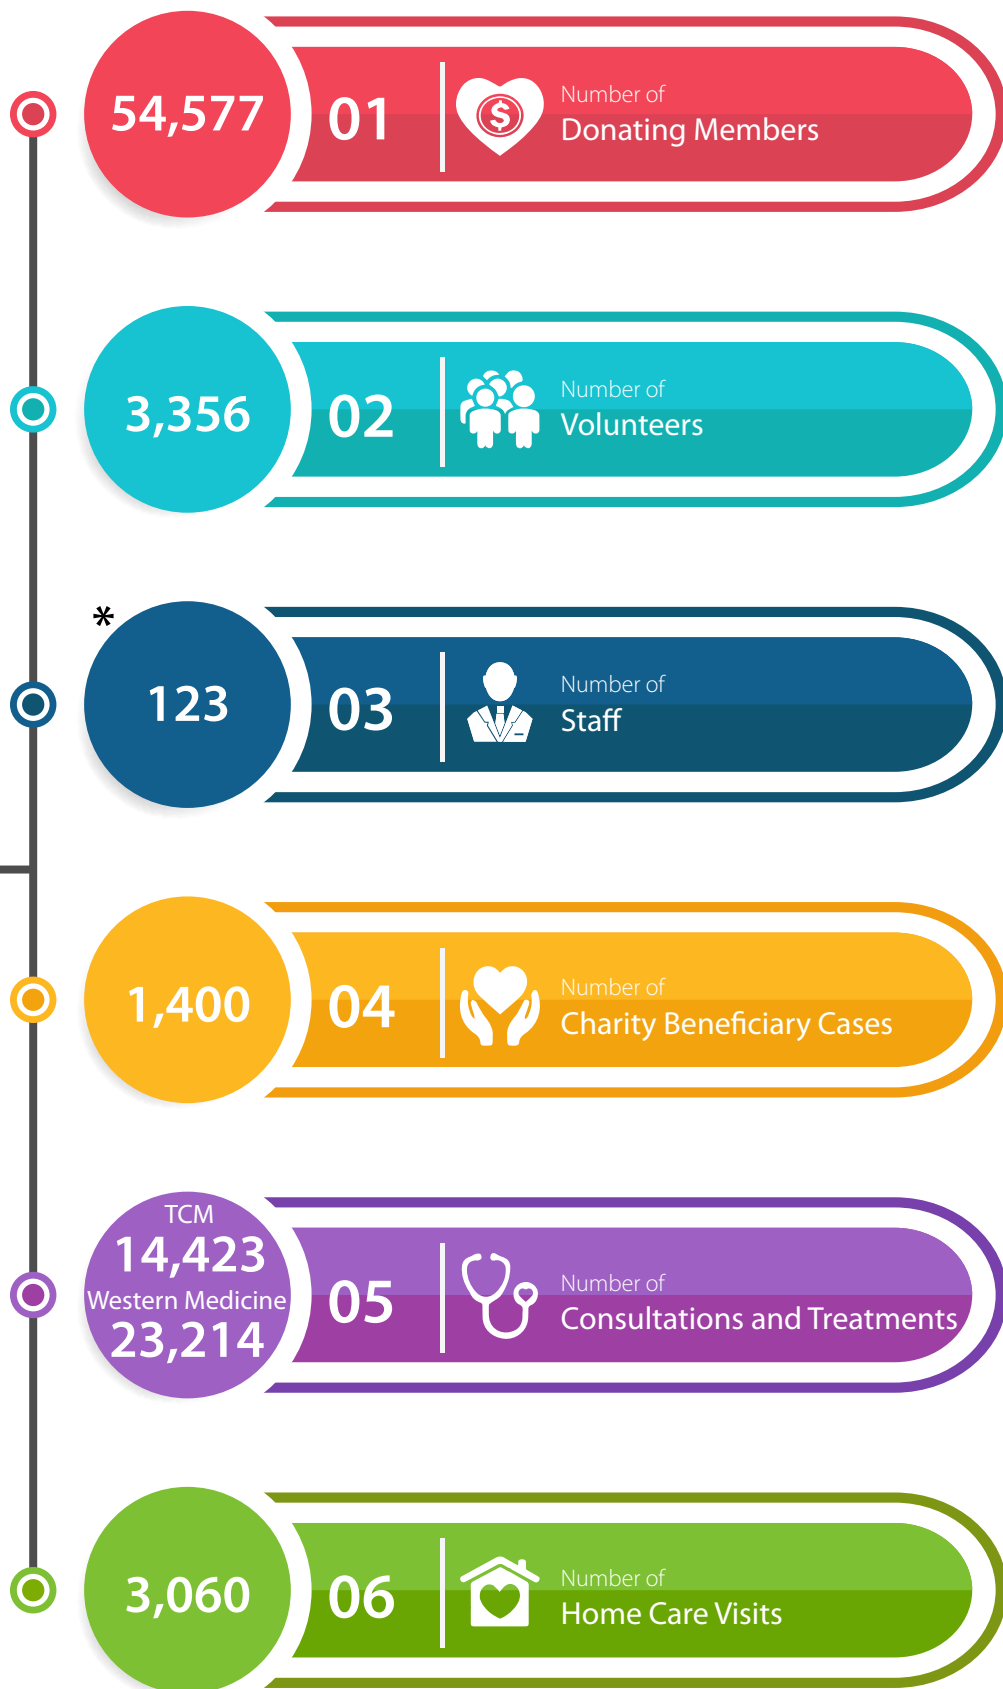 54,577
01
Number of
Donating Members
3,356
02
Number of
Volunteers
*
123
03
Number of
Staff
1,400
04
Number of
Charity Beneficiary Cases
TCM
14,423
Western Medicine
23,214
05
Number of
Consultations and Treatments
3,060
06
Number of
Home Care Visits